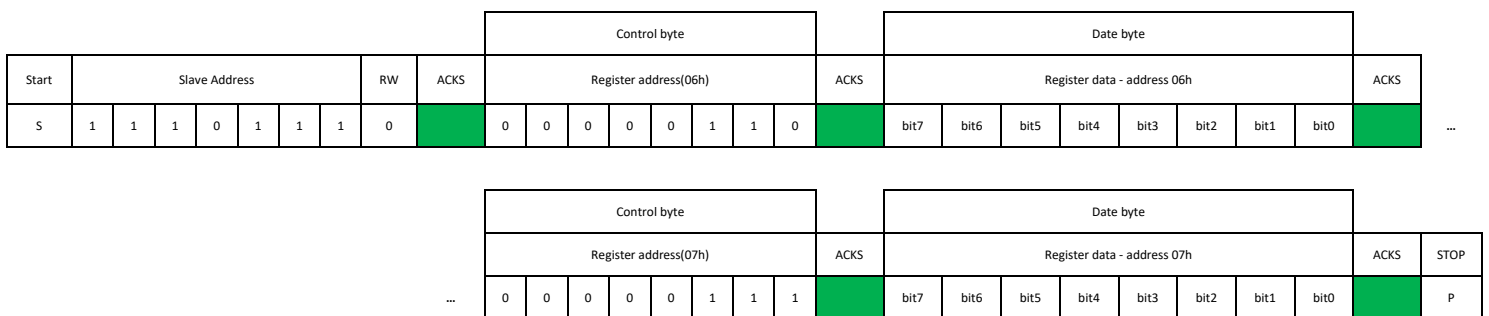 Control byte Date byte
Start Slave Address RW ACKS Register address(06h) ACKS Register data - address 06h ACKS
S 1 1 1 0 1 1 1 0 0 0 0 0 0 1 1 0 bit7 bit6 bit5 bit4 bit3 bit2 bit1 bit0 ...
Control byte Date byte
Register address(07h) ACKS Register data - address 07h ACKS STOP
... 0 0 0 0 0 1 1 1 bit7 bit6 bit5 bit4 bit3 bit2 bit1 bit0 P